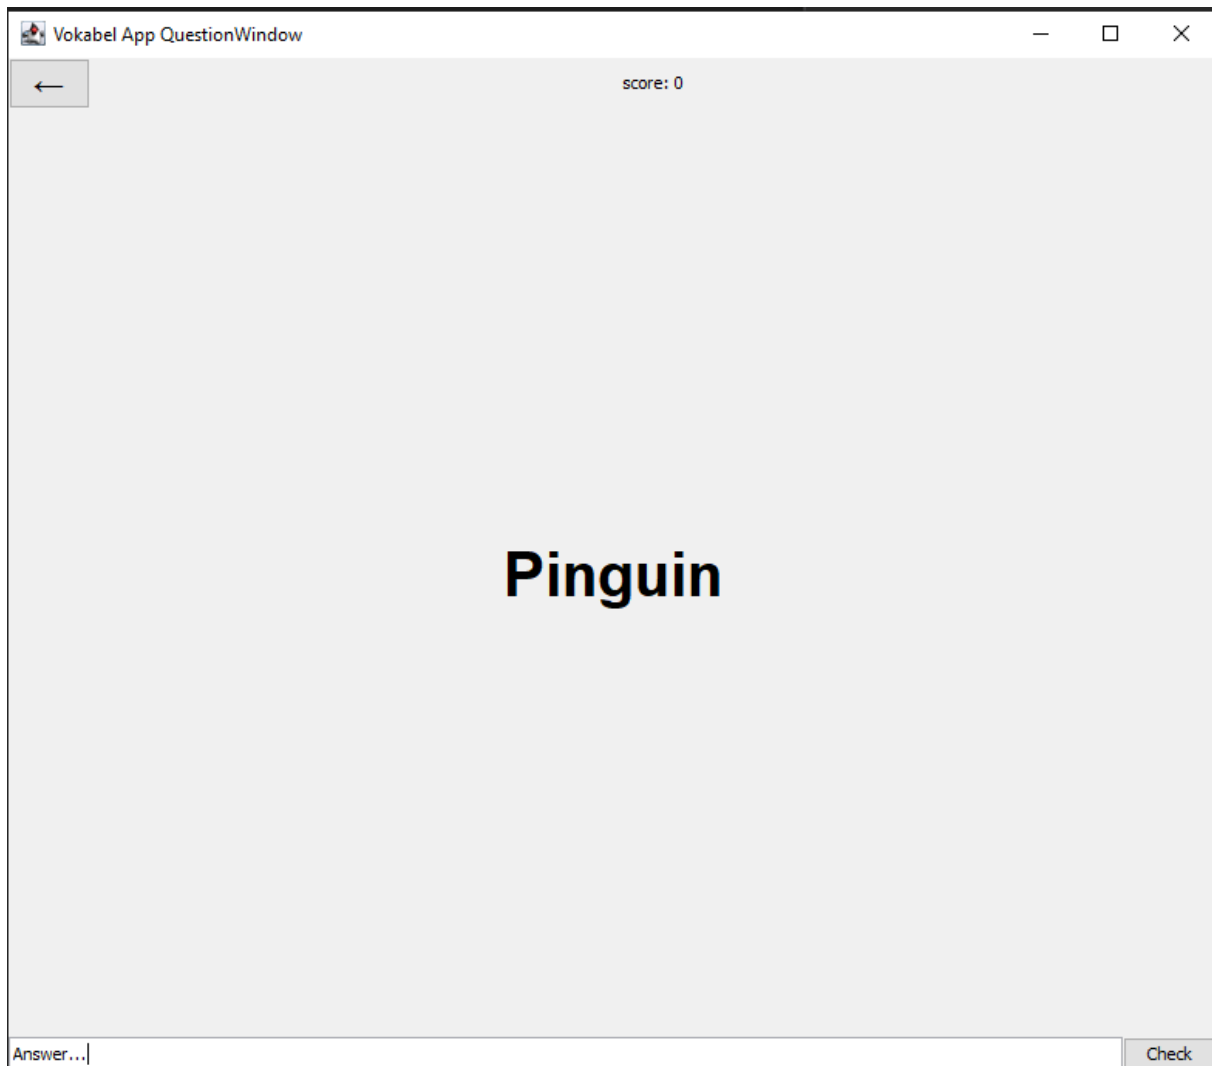 Vokabel App QuestionWindow
←
score: 0
Pinguin
Answer...
Check